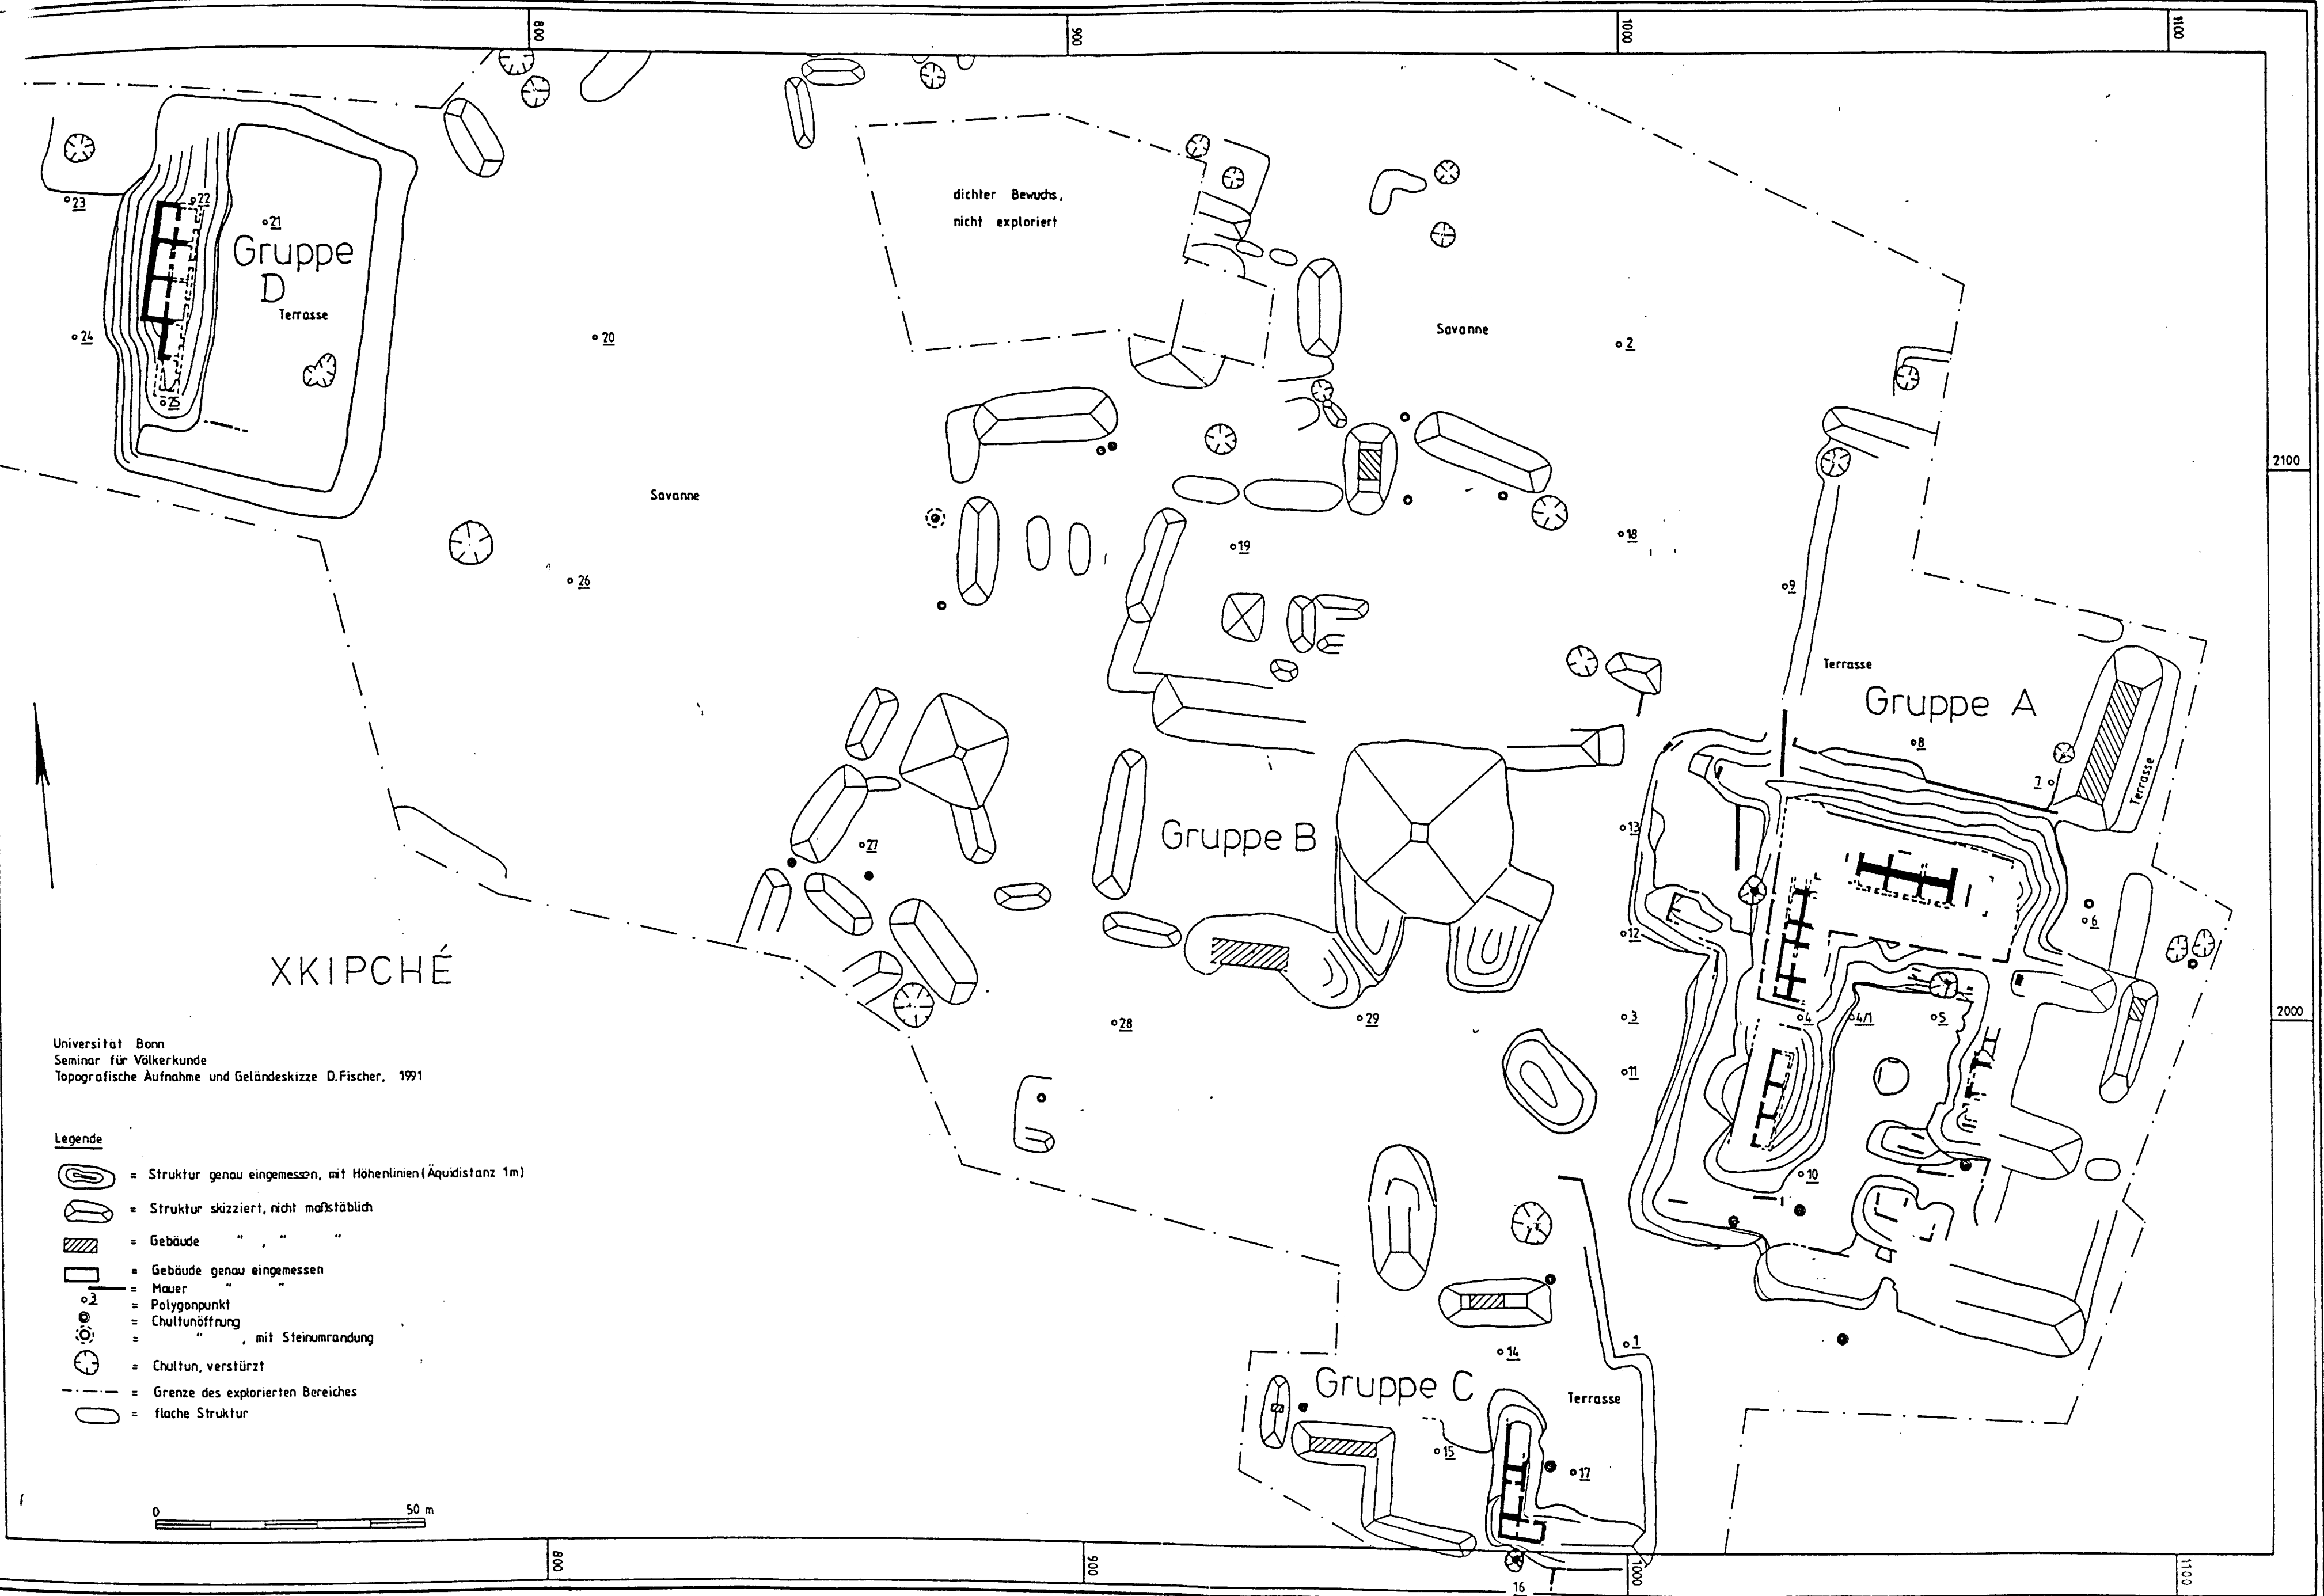 800
900
1000
1100
dichter Bewuchs,
nicht exploriert
23
22
21
Gruppe
D
Terrasse
24
20
25
Savanne
2
2100
Savanne
19
18
26
9
Terrasse
Gruppe A
8
7
Terrasse
13
Gruppe B
27
6
12
XKIPCHÉ
28
29
3
4
4/1
5
2000
11
10
Universitat Bonn
Seminar für Völkerkunde
Topografische Aufnahme und Geländeskizze D.Fischer, 1991
Legende
= Struktur genau eingemessen, mit Höhenlinien (Äquidistanz 1m)
= Struktur skizziert, nicht maßstäblich
= Gebäude " , " "
= Gebäude genau eingemessen
= Mauer " "
3 = Polygonpunkt
= Chultunöffnung
= " , mit Steinumrandung
= Chultun, verstürzt
= Grenze des explorierten Bereiches
= flache Struktur
1
14
Gruppe C
Terrasse
15
17
0 50 m
800
900
1000
1100
16